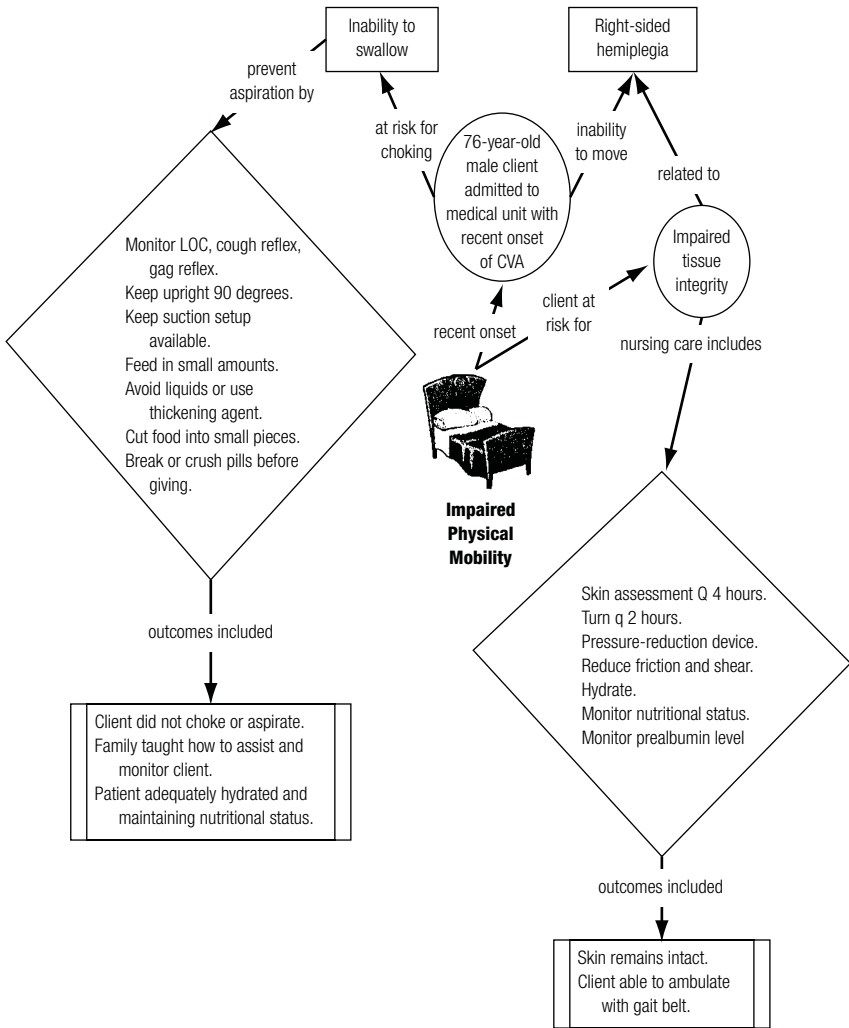 Inability to
swallow
Right-sided
hemiplegia
prevent
aspiration by
at risk for
choking
76-year-old
male client
admitted to
medical unit with
recent onset
of CVA
inability
to move
related to
Impaired
tissue
integrity
Monitor LOC, cough reflex,
gag reflex.
Keep upright 90 degrees.
Keep suction setup
available.
Feed in small amounts.
Avoid liquids or use
thickening agent.
Cut food into small pieces.
Break or crush pills before
giving.
recent onset
client at
risk for
nursing care includes
Impaired
Physical
Mobility
Skin assessment Q 4 hours.
Turn q 2 hours.
Pressure-reduction device.
Reduce friction and shear.
Hydrate.
Monitor nutritional status.
Monitor prealbumin level
outcomes included
Client did not choke or aspirate.
Family taught how to assist and
monitor client.
Patient adequately hydrated and
maintaining nutritional status.
outcomes included
Skin remains intact.
Client able to ambulate
with gait belt.